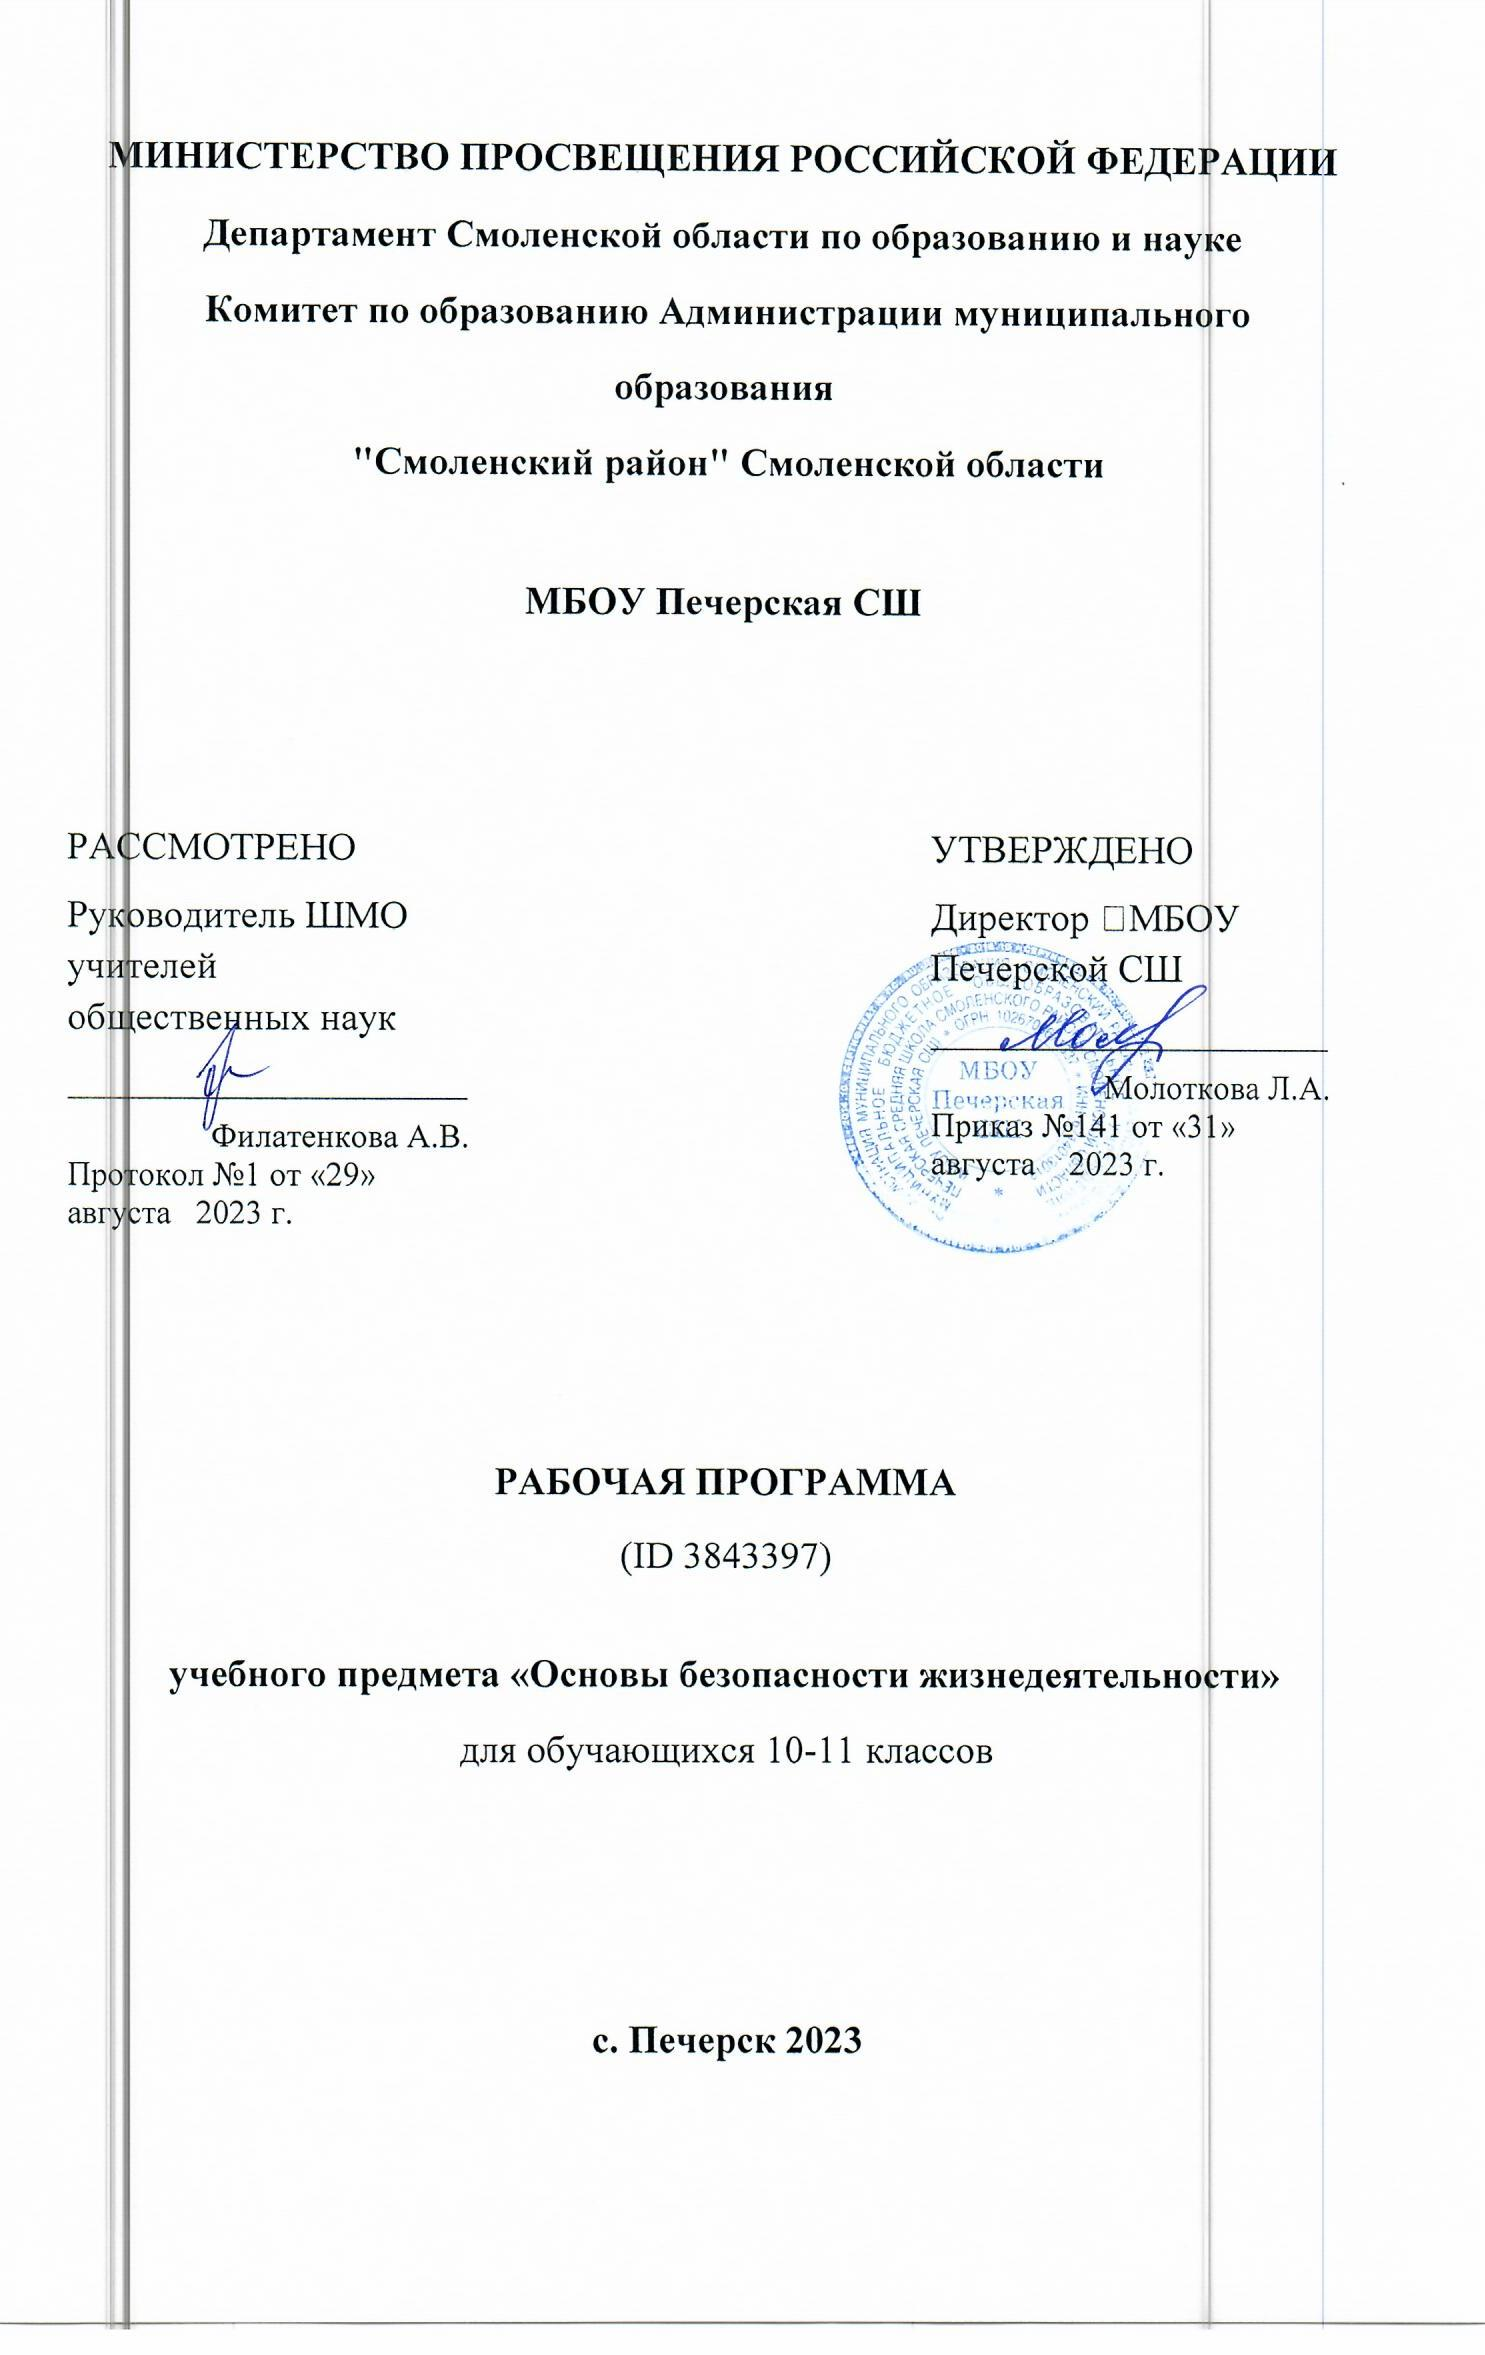 МИНИСТЕРСТВО ПРОСВЕЩЕНИЯ РОССИЙСКОЙ ФЕДЕРАЦИИ
Департамент Смоленской области по образованию и науке
Комитет по образованию Администрации муниципального
образования
"Смоленский район" Смоленской области
МБОУ Печерская СШ
РАССМОТРЕНО
Руководитель ШМО
учителей
общественных наук
Филатенкова А.В.
Протокол №1 от «29»
августа 2023 г.
УТВЕРЖДЕНО
Директор МБОУ
Печерской СШ
Молоткова Л.А.
Приказ №141 от «31»
августа 2023 г.
МБОУ
Печерская
РАБОЧАЯ ПРОГРАММА
(ID 3843397)
учебного предмета «Основы безопасности жизнедеятельности»
для обучающихся 10-11 классов
с. Печерск 2023